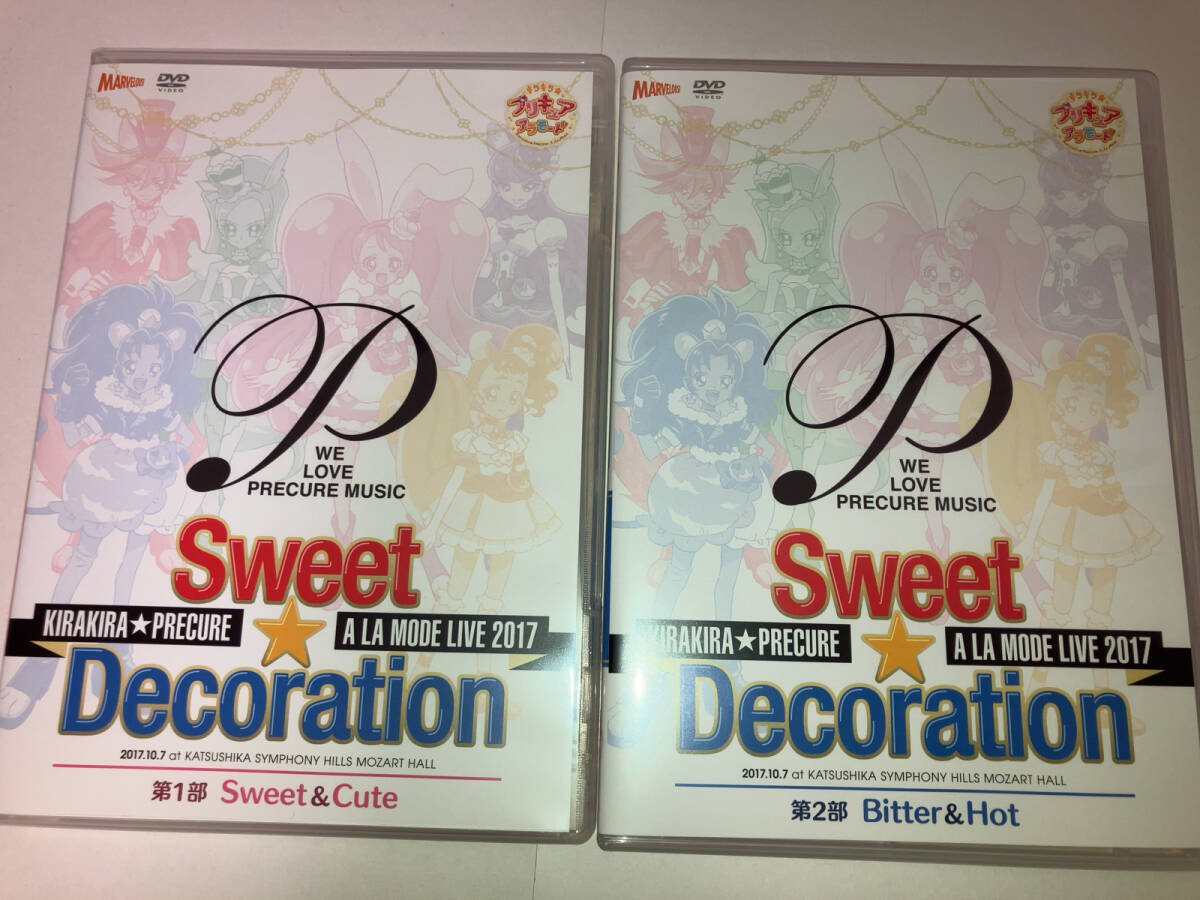 MARVELOUS!
DVD
VIDEO
キラキラ☆
プリキュア
アラモード
WE
LOVE
PRECURE MUSIC
Sweet
KIRAKIRA★PRECURE
A LA MODE LIVE 2017
Decoration
2017.10.7 at KATSUSHIKA SYMPHONY HILLS MOZART HALL
第1部 Sweet&Cute
MARVELOUS!
DVD
VIDEO
キラキラ☆
プリキュア
アラモード
WE
LOVE
PRECURE MUSIC
Sweet
KIRAKIRA★PRECURE
A LA MODE LIVE 2017
Decoration
2017.10.7 at KATSUSHIKA SYMPHONY HILLS MOZART HALL
第2部 Bitter&Hot